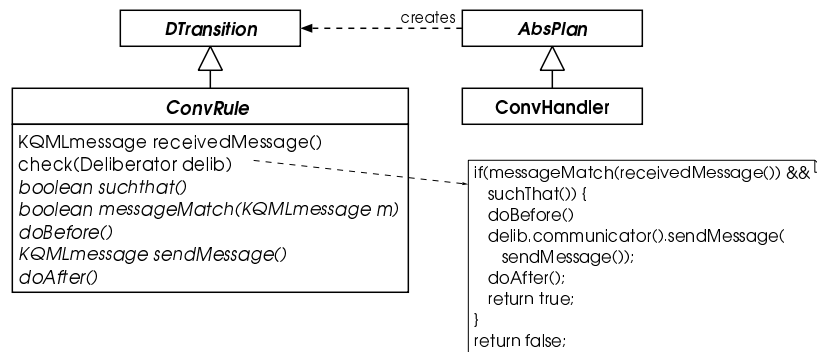 DTransition
creates
AbsPlan
ConvRule
ConvHandler
KQMLmessage receivedMessage()
check(Deliberator delib)
boolean suchthat()
boolean messageMatch(KQMLmessage m)
doBefore()
KQMLmessage sendMessage()
doAfter()
if(messageMatch(receivedMessage()) &&
suchThat()) {
doBefore()
delib.communicator().sendMessage(
sendMessage());
doAfter();
return true;
}
return false;